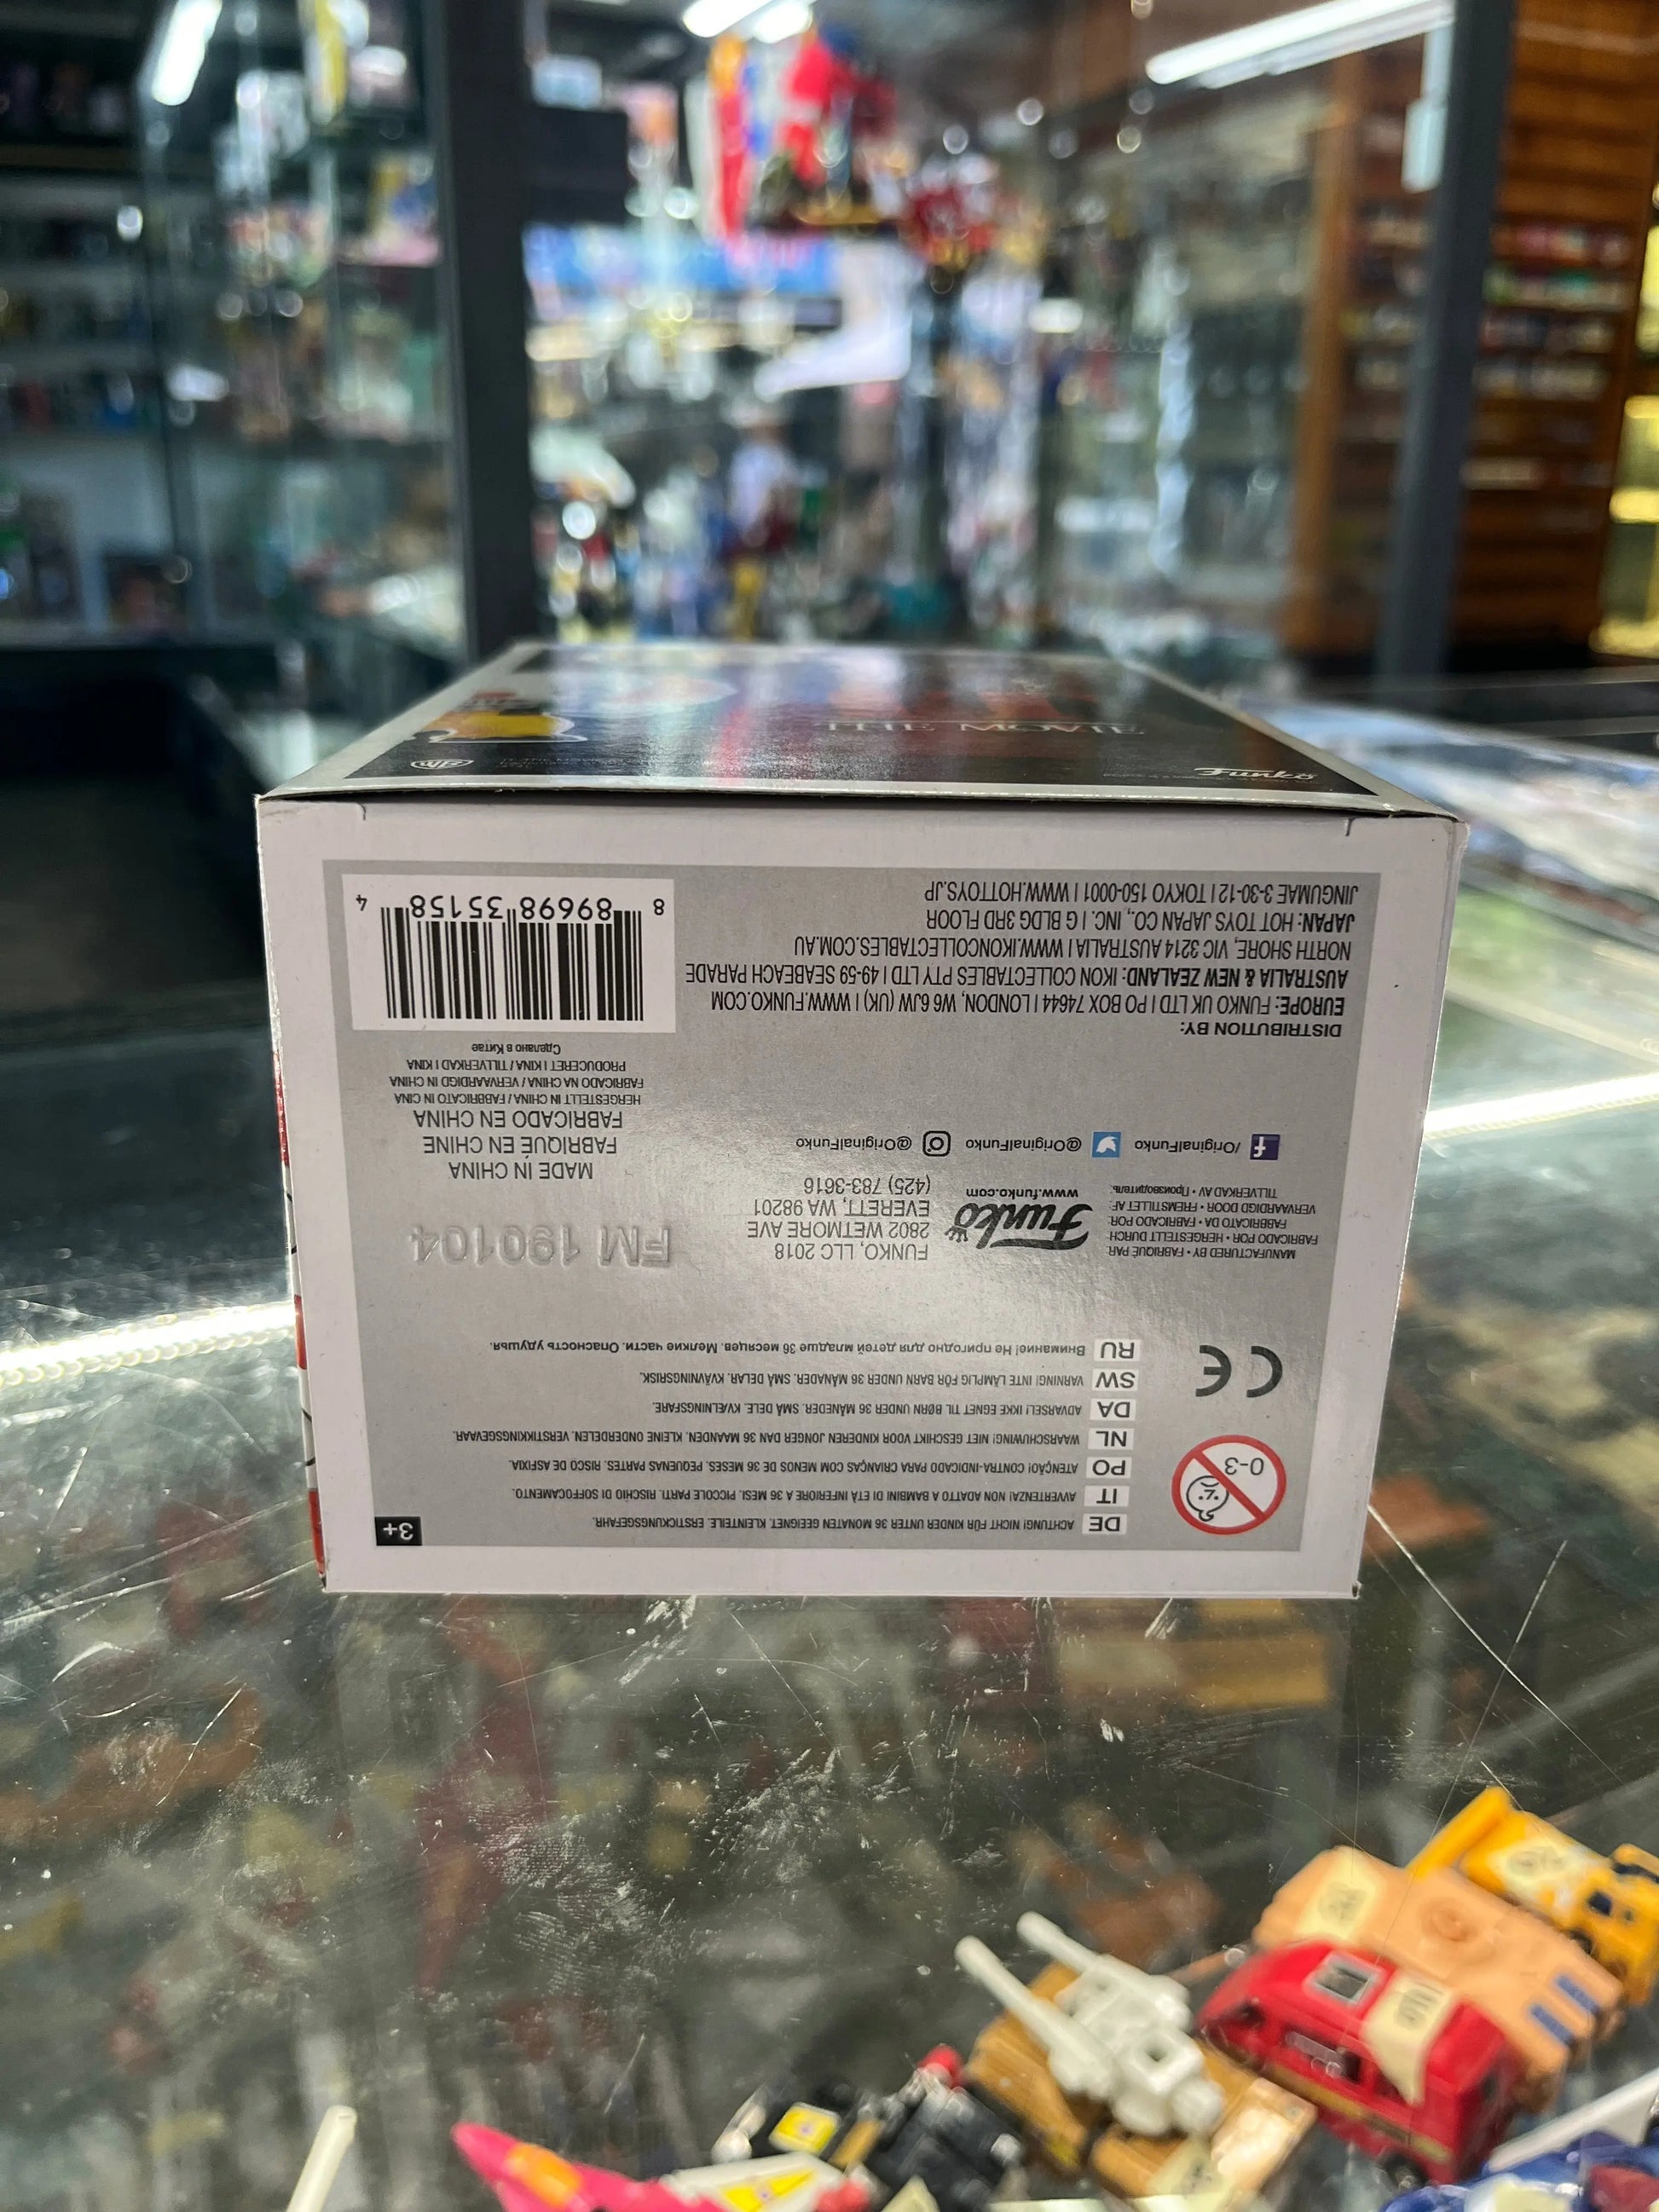 3+
DE ACHTUNG! NICHT FÜR KINDER UNTER 36 MONATEN GEEIGNET. KLEINTEILE. ERSTICKUNGSGEFAHR.
IT AVVERTENZA! NON ADATTO A BAMBINI DI ETÀ INFERIORE A 36 MESI. PICCOLE PARTI. RISCHIO DI SOFFOCAMENTO.
PO ATENÇÃO! CONTRA-INDICADO PARA CRIANÇAS COM MENOS DE 36 MESES. PEQUENAS PARTES. RISCO DE ASFIXIA.
NL WAARSCHUWING! NIET GESCHIKT VOOR KINDEREN JONGER DAN 36 MAANDEN. KLEINE ONDERDELEN. VERSTIKKINGSGEVAAR.
DA ADVARSEL! IKKE EGNET TIL BØRN UNDER 36 MÅNEDER. SMÅ DELE. KVÆLNINGSFARE.
SW VARNING! INTE LÄMPLIG FÖR BARN UNDER 36 MÅNADER. SMÅ DELAR. KVÄVNINGSRISK.
RU Внимание! Не пригодно для детей младше 36 месяцев. Мелкие части. Опасность удушья.
0-3
CE
MANUFACTURED BY • FABRIQUÉ PAR:
FABRICADO POR • HERGESTELLT DURCH:
FABBRICATO DA • FABRICADO POR:
VERVAARDIGD DOOR • FREMSTILLET AF:
TILLVERKAD AV • Производитель:
Funko
www.funko.com
FUNKO, LLC 2018
2802 WETMORE AVE
EVERETT, WA 98201
(425) 783-3616
FM 190104
/OriginalFunko @OriginalFunko @OriginalFunko
MADE IN CHINA
FABRIQUÉ EN CHINE
FABRICADO EN CHINA
HERGESTELLT IN CHINA / FABBRICATO IN CINA
FABRICADO NA CHINA / VERVAARDIGD IN CHINA
PRODUCERET I KINA / TILLVERKAD I KINA
Сделано в Китае
DISTRIBUTION BY:
EUROPE: FUNKO UK LTD | PO BOX 74644 | LONDON, W6 6JW (UK) | WWW.FUNKO.COM
AUSTRALIA & NEW ZEALAND: IKON COLLECTABLES PTY LTD | 49-59 SEABEACH PARADE
NORTH SHORE, VIC 3214 AUSTRALIA | WWW.IKONCOLLECTABLES.COM.AU
JAPAN: HOT TOYS JAPAN CO., INC. | G BLDG 3RD FLOOR
JINGUMAE 3-30-12 | TOKYO 150-0001 | WWW.HOTTOYS.JP
8 89698 35158 4
Funko
THE MOVIE